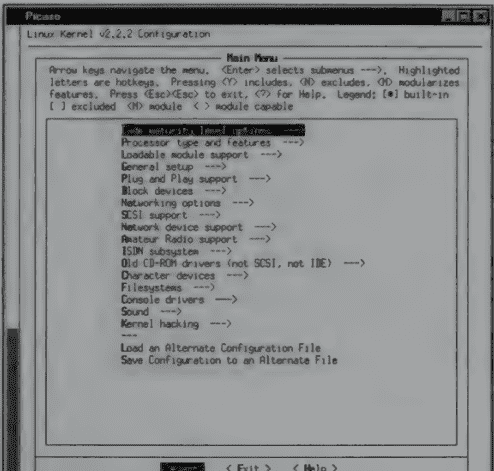 Picaso
Linux Kernel v2.2.2 Configuration
Main Menu
Arrow keys navigate the menu. <Enter> selects submenus --->. Highlighted
letters are hotkeys. Pressing <Y> includes, <N> excludes, <M> modularizes
features. Press <Esc><Esc> to exit, <?> for Help. Legend: [*] built-in
[ ] excluded <M> module < > module capable
Code maturity level options --->
Processor type and features --->
Loadable module support --->
General setup --->
Plug and Play support --->
Block devices --->
Networking options --->
SCSI support --->
Network device support --->
Amateur Radio support --->
ISDN subsystem --->
Old CD-ROM drivers (not SCSI, not IDE) --->
Character devices --->
Filesystems --->
Console drivers --->
Sound --->
Kernel hacking --->
---
Load an Alternate Configuration File
Save Configuration to an Alternate File
< Exit > < Help >